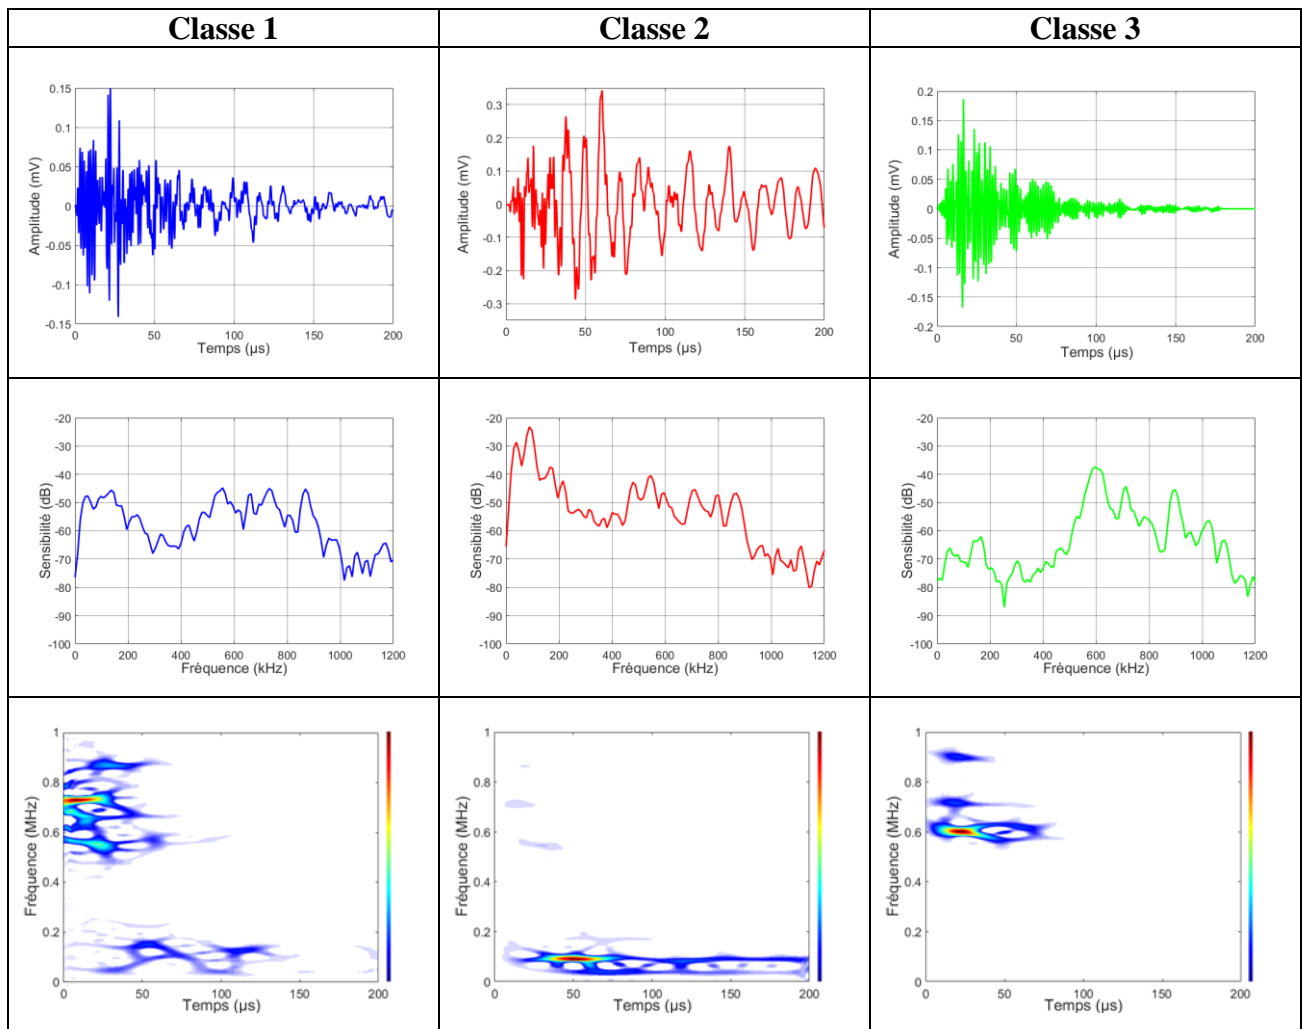 Classe 1 Classe 2 Classe 3
0.15
0.1
0.05
0
-0.05
-0.1
-0.15
Amplitude (mV)
0 50 100 150 200
Temps (µs)
0.3
0.2
0.1
0
-0.1
-0.2
-0.3
Amplitude (mV)
0 50 100 150 200
Temps (µs)
0.2
0.15
0.1
0.05
0
-0.05
-0.1
-0.15
-0.2
Amplitude (mV)
0 50 100 150 200
Temps (µs)
-20
-30
-40
-50
-60
-70
-80
-90
-100
Sensibilité (dB)
0 200 400 600 800 1000 1200
Fréquence (kHz)
-20
-30
-40
-50
-60
-70
-80
-90
-100
Sensibilité (dB)
0 200 400 600 800 1000 1200
Fréquence (kHz)
-20
-30
-40
-50
-60
-70
-80
-90
-100
Sensibilité (dB)
0 200 400 600 800 1000 1200
Fréquence (kHz)
1
0.8
0.6
0.4
0.2
0
Fréquence (MHz)
0 50 100 150 200
Temps (µs)
1
0.8
0.6
0.4
0.2
0
Fréquence (MHz)
0 50 100 150 200
Temps (µs)
1
0.8
0.6
0.4
0.2
0
Fréquence (MHz)
0 50 100 150 200
Temps (µs)